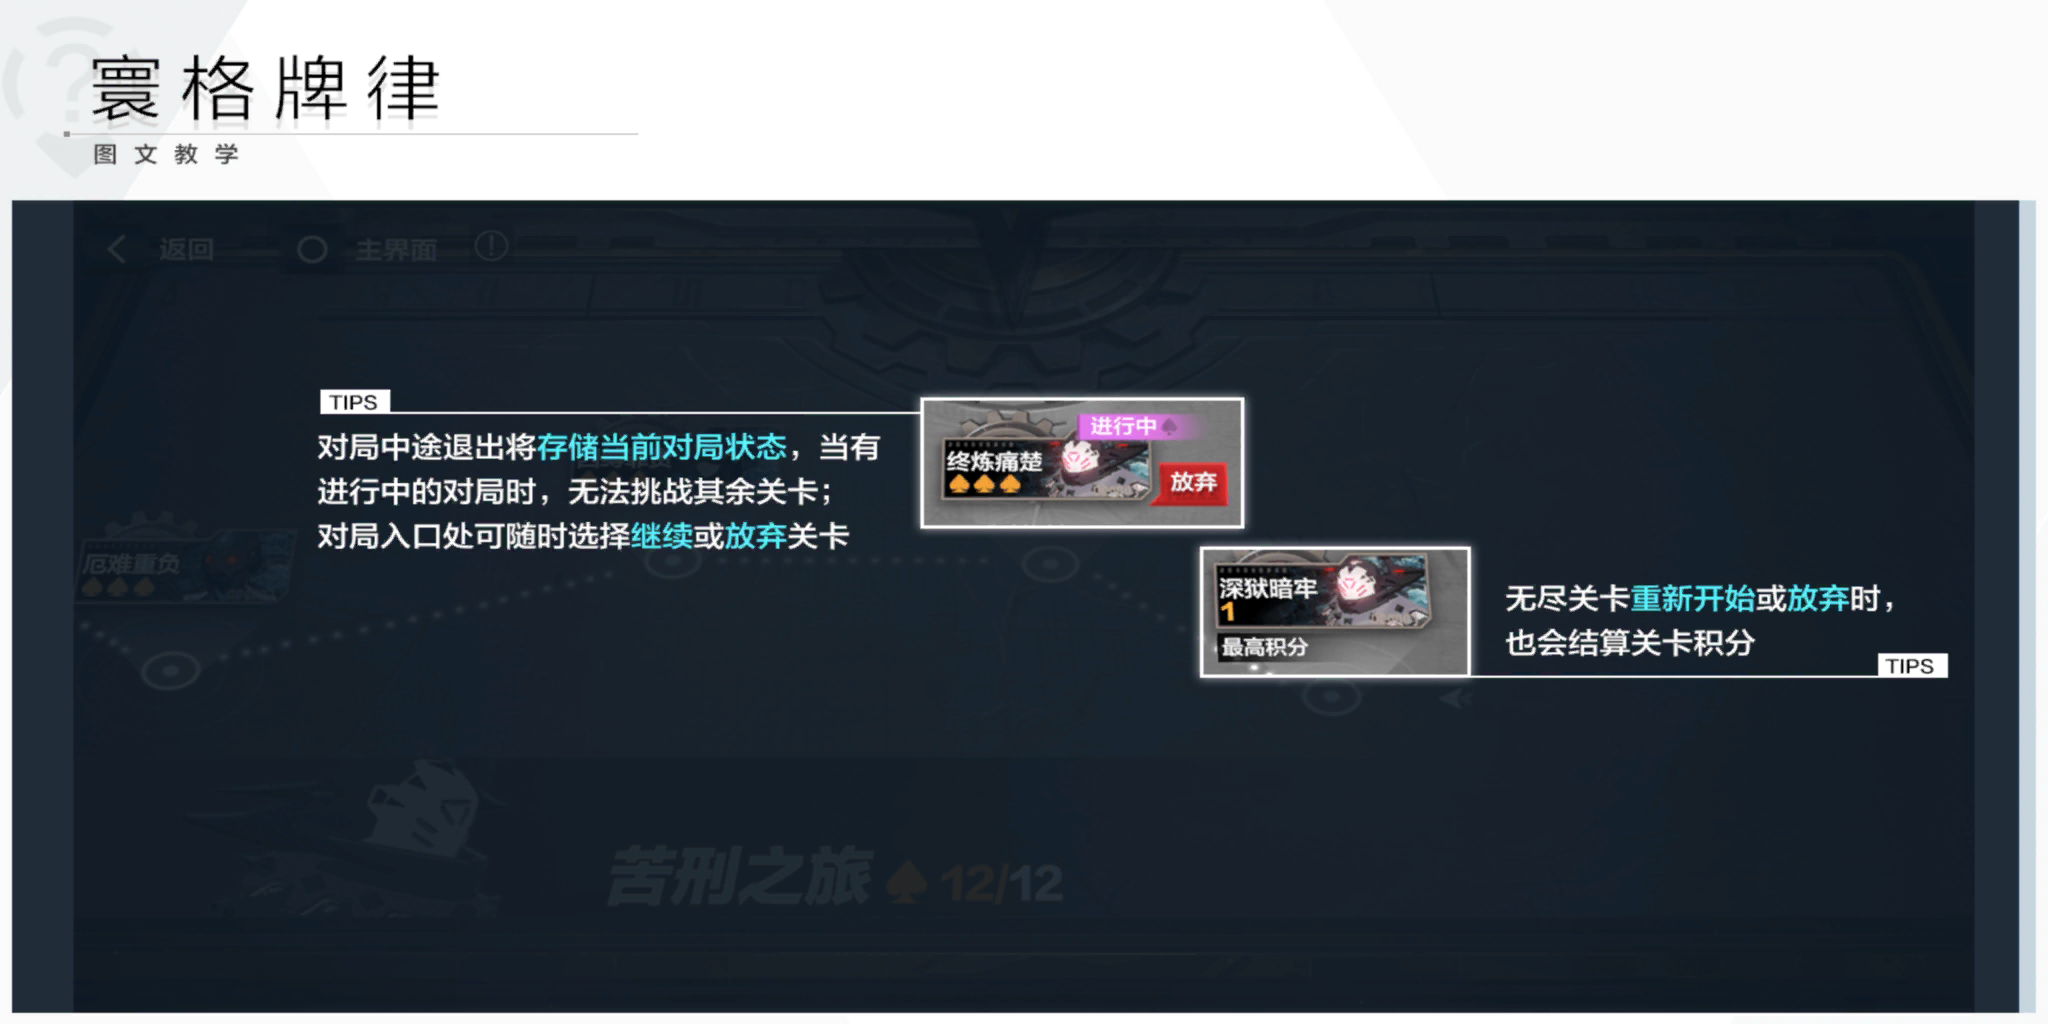 寰格牌律
图文教学
返回
主界面
TIPS
对局中途退出将存储当前对局状态，当有
进行中的对局时，无法挑战其余关卡；
对局入口处可随时选择继续或放弃关卡
进行中
终炼痛楚
放弃
厄难重负
深狱暗牢
1
最高积分
无尽关卡重新开始或放弃时，
也会结算关卡积分
TIPS
苦刑之旅 12/12